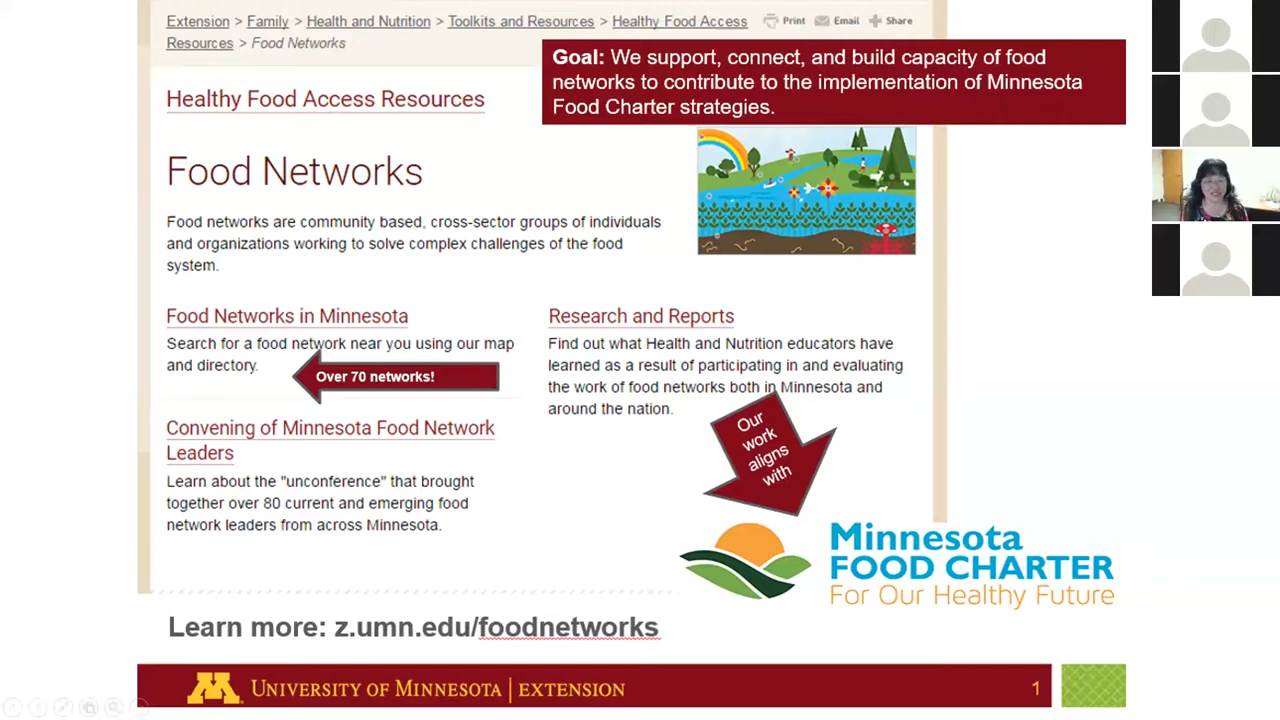 Extension > Family > Health and Nutrition > Toolkits and Resources > Healthy Food Access
Resources > Food Networks
Print Email Share
Goal: We support, connect, and build capacity of food
networks to contribute to the implementation of Minnesota
Food Charter strategies.
Healthy Food Access Resources
Food Networks
Food networks are community based, cross-sector groups of individuals
and organizations working to solve complex challenges of the food
system.
Food Networks in Minnesota
Search for a food network near you using our map
and directory.
Over 70 networks!
Convening of Minnesota Food Network
Leaders
Learn about the "unconference" that brought
together over 80 current and emerging food
network leaders from across Minnesota.
Research and Reports
Find out what Health and Nutrition educators have
learned as a result of participating in and evaluating
the work of food networks both in Minnesota and
around the nation.
Our
work
aligns
with
Minnesota
FOOD CHARTER
For Our Healthy Future
Learn more: z.umn.edu/foodnetworks
M UNIVERSITY OF MINNESOTA | EXTENSION
1